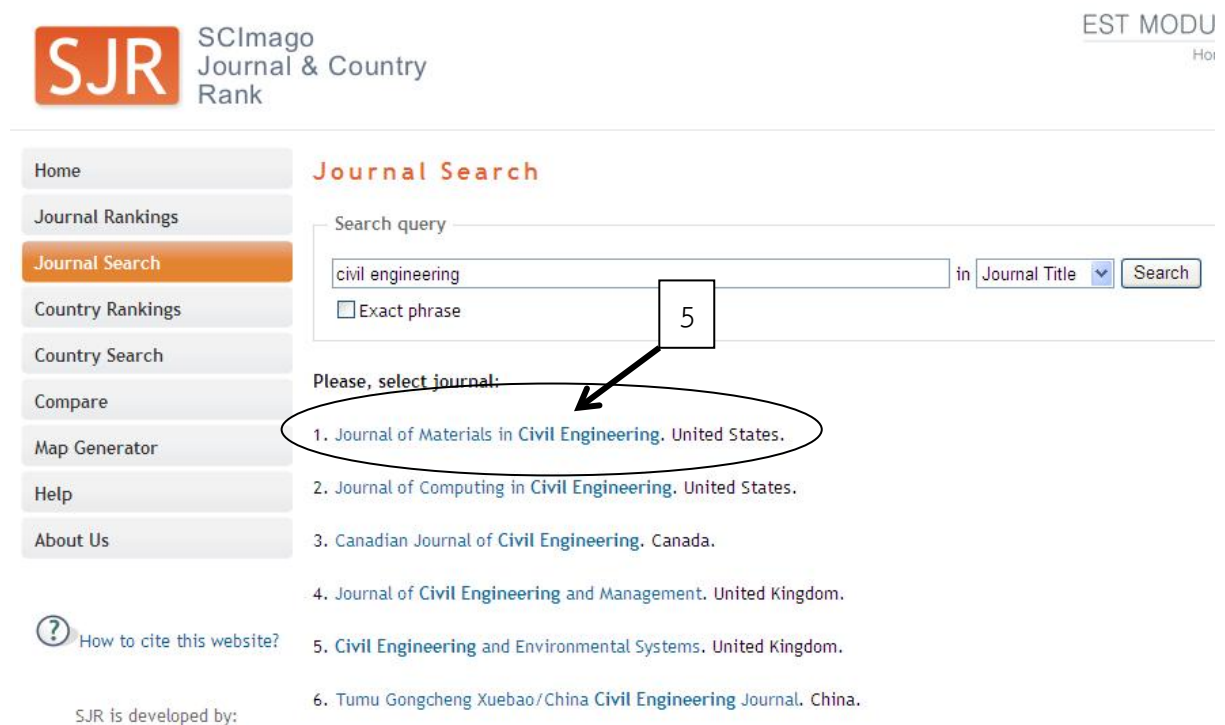 SJR
SCImago
Journal & Country
Rank
EST MODU
Home
Journal Rankings
Journal Search
Country Rankings
Country Search
Compare
Map Generator
Help
About Us
How to cite this website?
SJR is developed by:
Journal Search
Search query
civil engineering in Journal Title Search
Exact phrase
5
Please, select journal:
1. Journal of Materials in Civil Engineering. United States.
2. Journal of Computing in Civil Engineering. United States.
3. Canadian Journal of Civil Engineering. Canada.
4. Journal of Civil Engineering and Management. United Kingdom.
5. Civil Engineering and Environmental Systems. United Kingdom.
6. Tumu Gongcheng Xuebao/China Civil Engineering Journal. China.